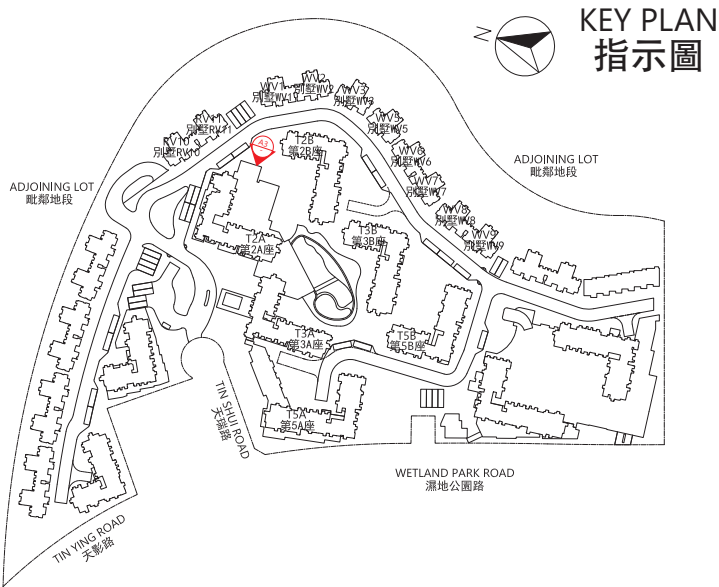 KEY PLAN
指示圖
N
WV1
別墅WV1
WV2
別墅WV2
WV3
別墅WV3
WV5
別墅WV5
WV6
別墅WV6
WV7
別墅WV7
WV8
別墅WV8
WV9
別墅WV9
RV11
別墅RV11
RV10
別墅RV10
A3
T2B
第2B座
ADJOINING LOT
毗鄰地段
ADJOINING LOT
毗鄰地段
T2A
第2A座
T3B
第3B座
T3A
第3A座
T5B
第5B座
T5A
第5A座
TIN SHUI ROAD
天瑞路
WETLAND PARK ROAD
濕地公園路
TIN YING ROAD
天影路